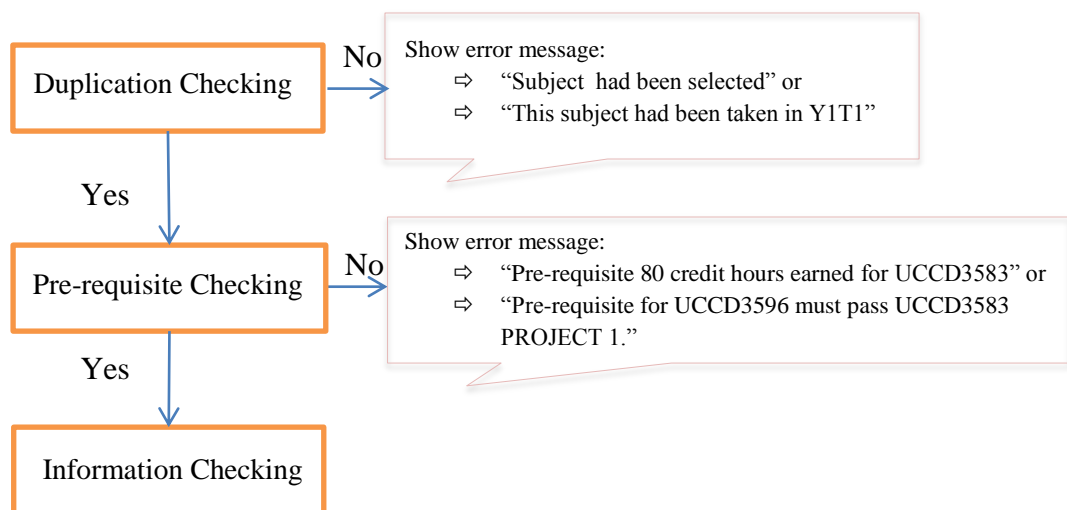 Duplication Checking
No
Show error message:
⇨ “Subject had been selected” or
⇨ “This subject had been taken in Y1T1”
Yes
Pre-requisite Checking
No
Show error message:
⇨ “Pre-requisite 80 credit hours earned for UCCD3583” or
⇨ “Pre-requisite for UCCD3596 must pass UCCD3583
PROJECT 1.”
Yes
Information Checking